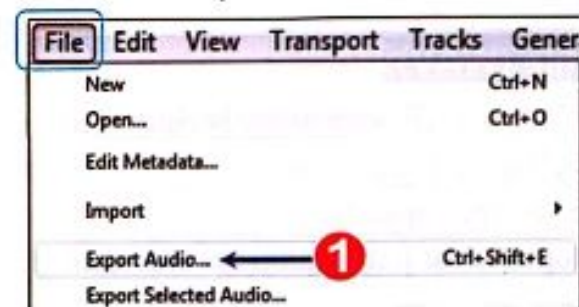 File Edit View Transport Tracks Gener
New Ctrl+N
Open... Ctrl+O
Edit Metadata...
Import
Export Audio... 1 Ctrl+Shift+E
Export Selected Audio...